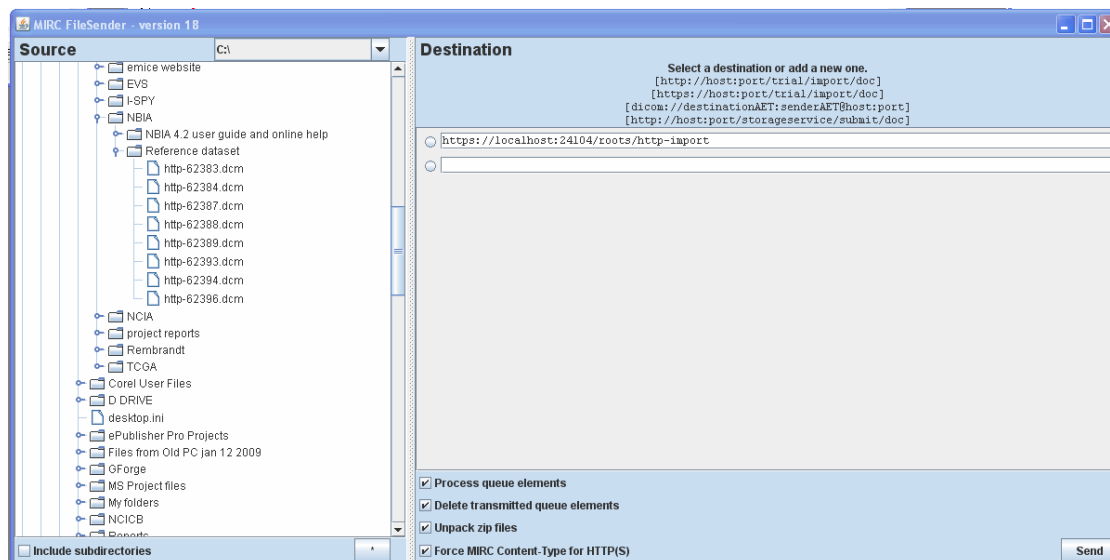 MIRC FileSender - version 18
Source
C:\
emice website
EVS
I-SPY
NBIA
NBIA 4.2 user guide and online help
Reference dataset
http-62383.dcm
http-62384.dcm
http-62387.dcm
http-62388.dcm
http-62389.dcm
http-62393.dcm
http-62394.dcm
http-62396.dcm
NCIA
project reports
Rembrandt
TCGA
Corel User Files
D DRIVE
desktop.ini
ePublisher Pro Projects
Files from Old PC jan 12 2009
GForge
MS Project files
My folders
NCICB
Reports
Include subdirectories
*
Destination
Select a destination or add a new one.
[http://host:port/trial/import/doc]
[https://host:port/trial/import/doc]
[dicom://destinationAET:senderAET@host:port]
[http://host:port/storageservice/submit/doc]
https://localhost:24104/roots/http-import
Process queue elements
Delete transmitted queue elements
Unpack zip files
Force MIRC Content-Type for HTTP(S)
Send